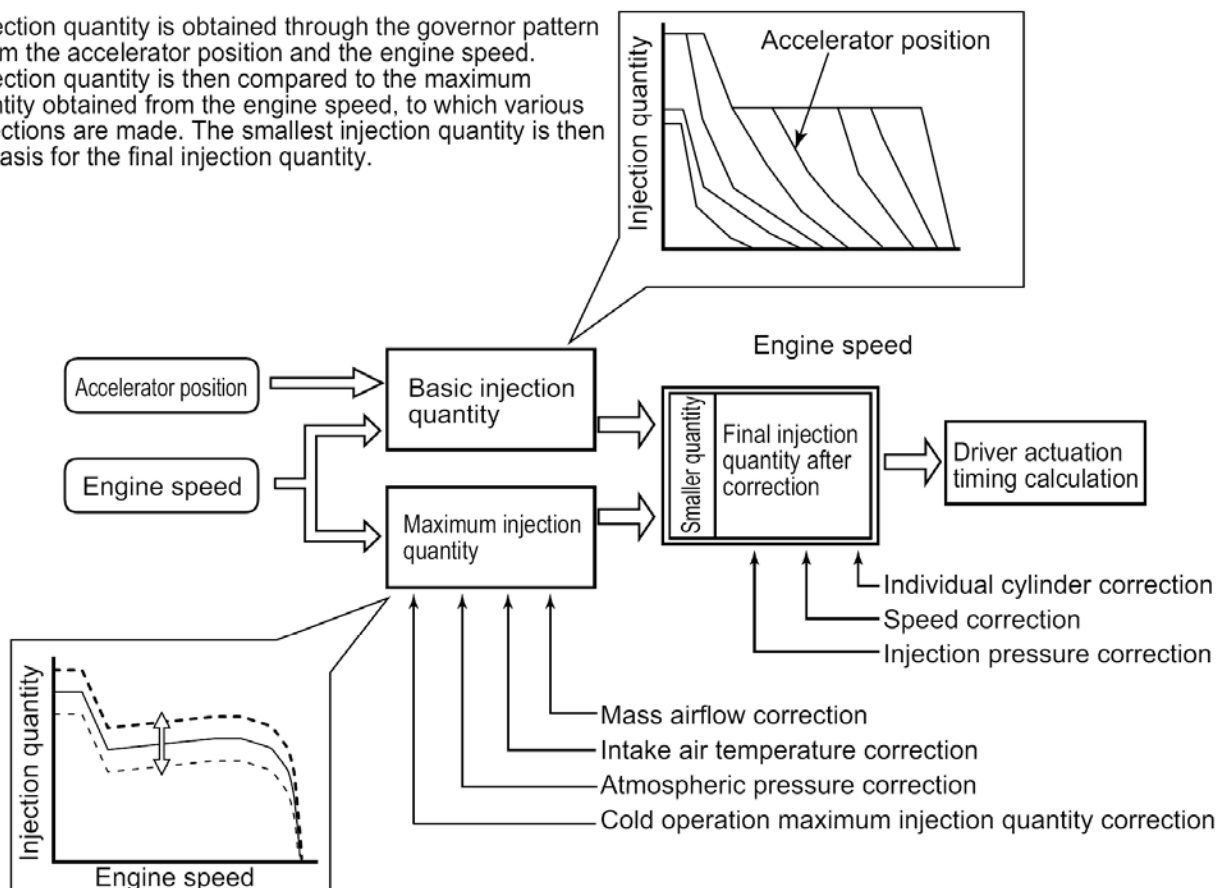 ection quantity is obtained through the governor pattern
m the accelerator position and the engine speed.
ection quantity is then compared to the maximum
ntity obtained from the engine speed, to which various
ections are made. The smallest injection quantity is then
asis for the final injection quantity.
Injection quantity
Accelerator position
Engine speed
Accelerator position
Engine speed
Basic injection
quantity
Maximum injection
quantity
Smaller quantity
Final injection
quantity after
correction
Driver actuation
timing calculation
Individual cylinder correction
Speed correction
Injection pressure correction
Mass airflow correction
Intake air temperature correction
Atmospheric pressure correction
Cold operation maximum injection quantity correction
Injection quantity
Engine speed